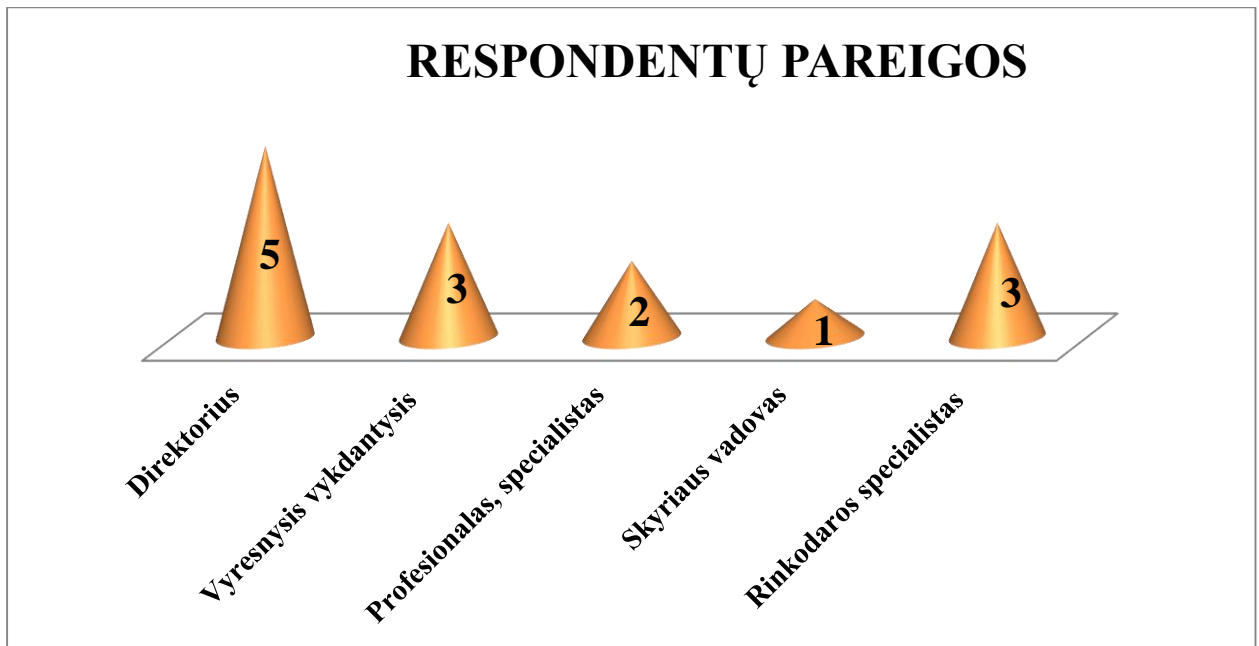 RESPONDENTŲ PAREIGOS
5
3
2
1
3
Direktorius
Vyresnysis vykdantysis
Profesionalas, specialistas
Skyriaus vadovas
Rinkodaros specialistas